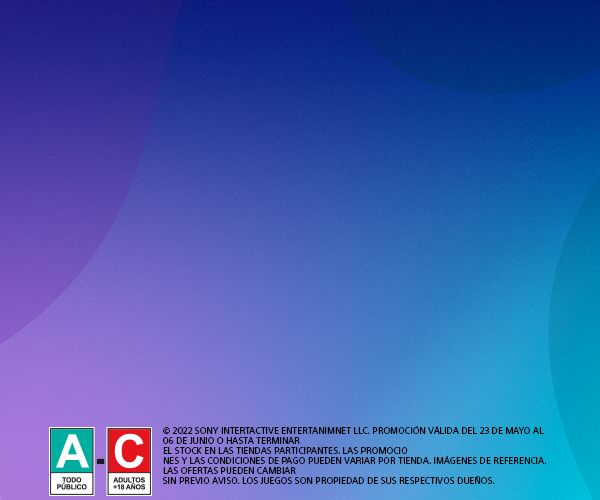 A - C
TODO PÚBLICO
ADULTOS +18 AÑOS
© 2022 SONY INTERTACTIVE ENTERTANIMNET LLC. PROMOCIÓN VÁLIDA DEL 23 DE MAYO AL
06 DE JUNIO O HASTA TERMINAR
EL STOCK EN LAS TIENDAS PARTICIPANTES. LAS PROMOCIO
NES Y LAS CONDICIONES DE PAGO PUEDEN VARIAR POR TIENDA. IMÁGENES DE REFERENCIA.
LAS OFERTAS PUEDEN CAMBIAR
SIN PREVIO AVISO. LOS JUEGOS SON PROPIEDAD DE SUS RESPECTIVOS DUEÑOS.